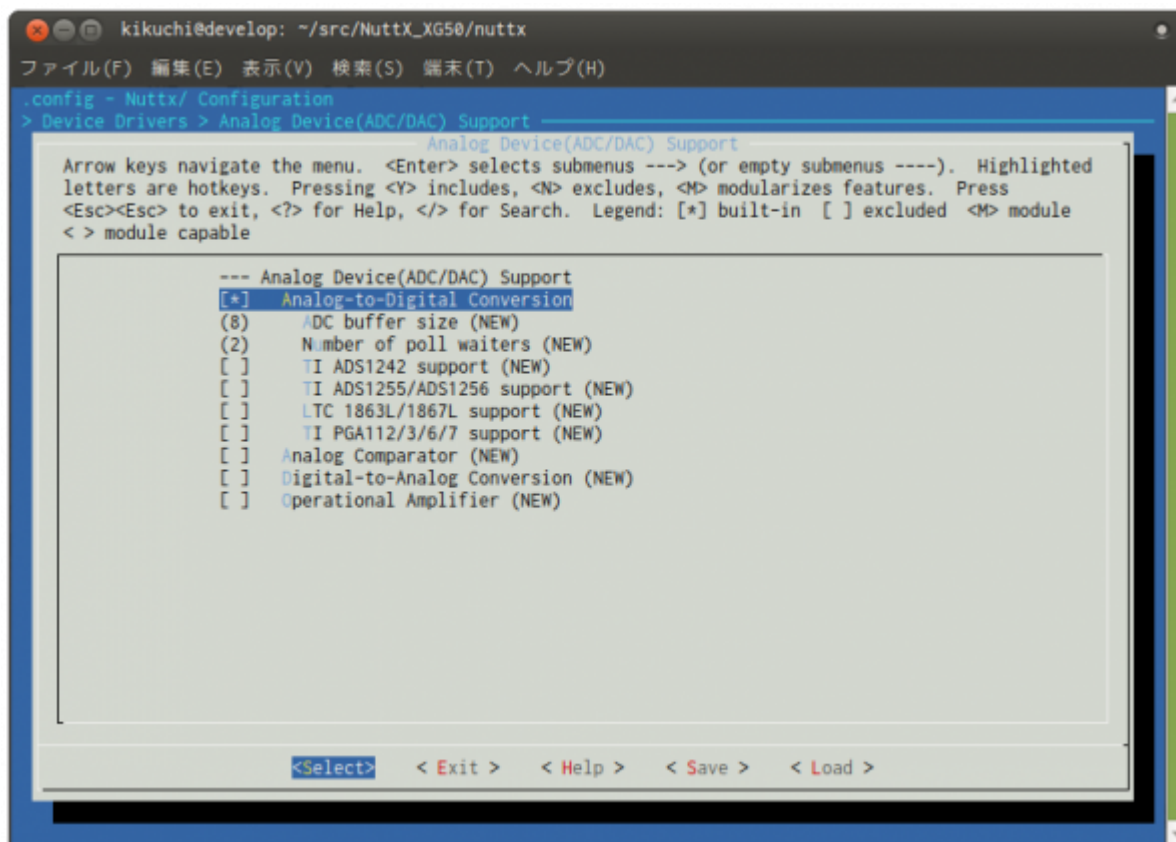 kikuchi@develop: ~/src/NuttX_XG50/nuttx
ファイル(F) 編集(E) 表示(V) 検索(S) 端末(T) ヘルプ(H)
.config - Nuttx/ Configuration
> Device Drivers > Analog Device(ADC/DAC) Support
Analog Device(ADC/DAC) Support
Arrow keys navigate the menu. <Enter> selects submenus ---> (or empty submenus ----). Highlighted
letters are hotkeys. Pressing <Y> includes, <N> excludes, <M> modularizes features. Press
<Esc><Esc> to exit, <?> for Help, </> for Search. Legend: [*] built-in [ ] excluded <M> module
< > module capable
--- Analog Device(ADC/DAC) Support
[*] Analog-to-Digital Conversion
(8) ADC buffer size (NEW)
(2) Number of poll waiters (NEW)
[ ] TI ADS1242 support (NEW)
[ ] TI ADS1255/ADS1256 support (NEW)
[ ] LTC 1863L/1867L support (NEW)
[ ] TI PGA112/3/6/7 support (NEW)
[ ] Analog Comparator (NEW)
[ ] Digital-to-Analog Conversion (NEW)
[ ] Operational Amplifier (NEW)
<Select> < Exit > < Help > < Save > < Load >